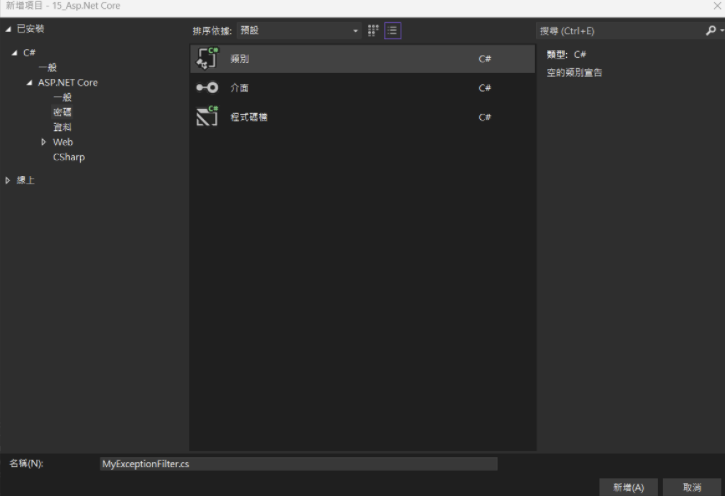 新增項目 - 15_Asp.Net Core
已安裝
C#
一般
ASP.NET Core
一般
密碼
資料
Web
CSharp
線上
排序依據: 預設
類別 C#
介面 C#
程式碼檔 C#
搜尋 (Ctrl+E)
類型: C#
空的類別宣告
名稱(N): MyExceptionFilter.cs
新增(A) 取消